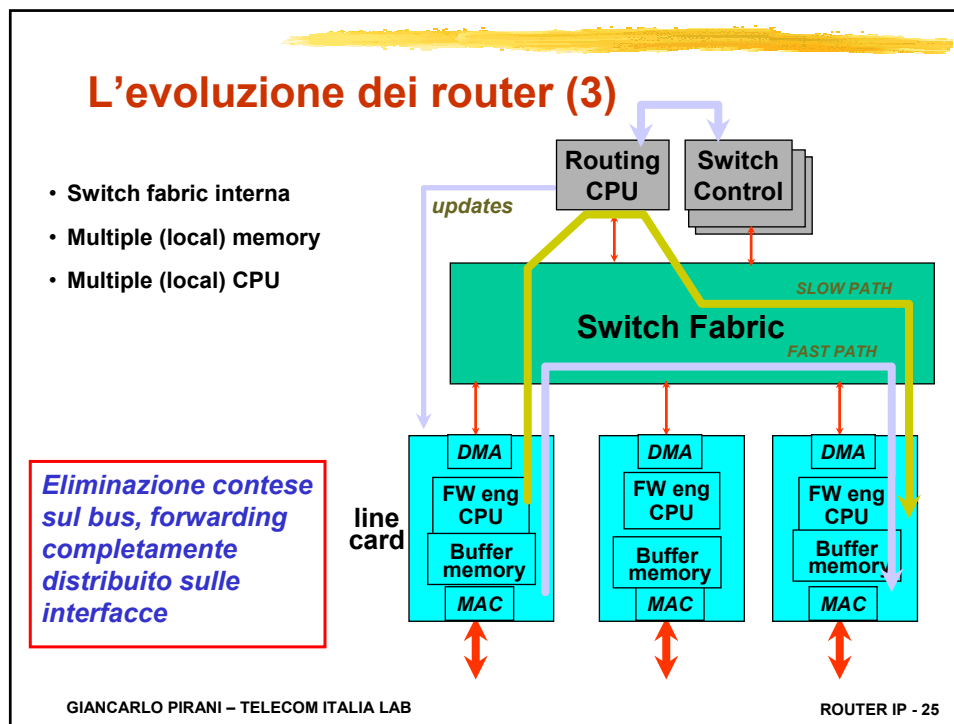 L'evoluzione dei router (3)
• Switch fabric interna
• Multiple (local) memory
• Multiple (local) CPU
Routing
CPU
Switch
Control
updates
SLOW PATH
Switch Fabric
FAST PATH
Eliminazione contese
sul bus, forwarding
completamente
distribuito sulle
interfacce
line
card
DMA
FW eng
CPU
Buffer
memory
MAC
DMA
FW eng
CPU
Buffer
memory
MAC
DMA
FW eng
CPU
Buffer
memory
MAC
GIANCARLO PIRANI – TELECOM ITALIA LAB
ROUTER IP - 25